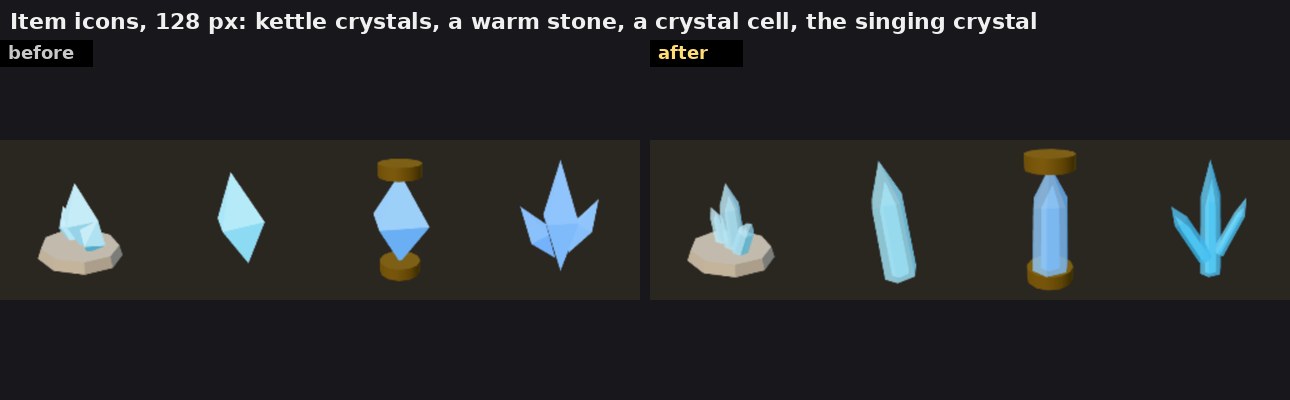 Item icons, 128 px: kettle crystals, a warm stone, a crystal cell, the singing crystal
before
after